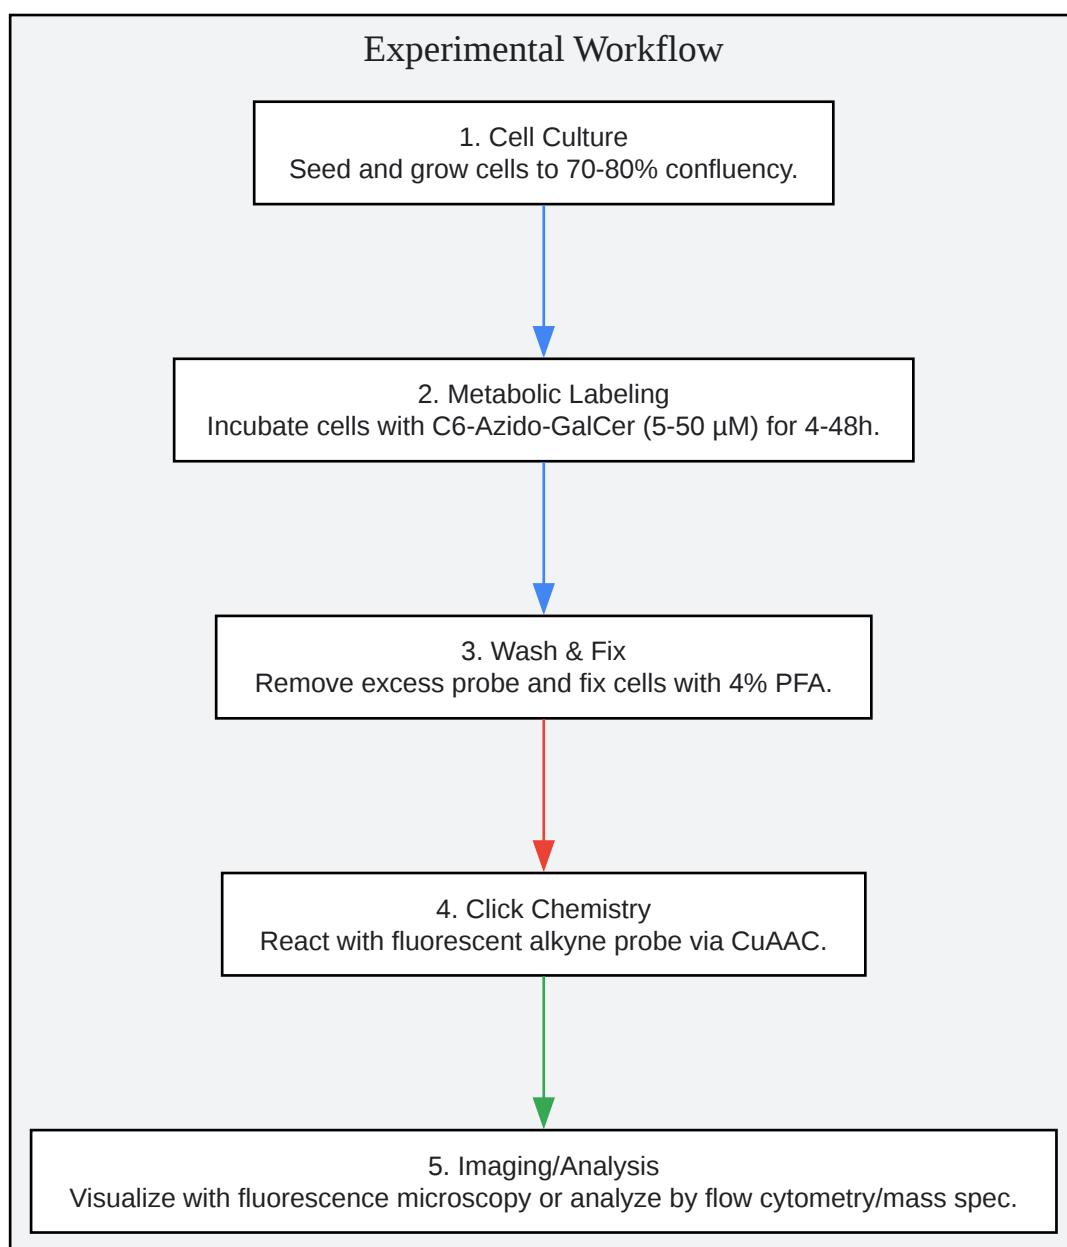 Experimental Workflow
1. Cell Culture
Seed and grow cells to 70-80% confluency.
2. Metabolic Labeling
Incubate cells with C6-Azido-GalCer (5-50 µM) for 4-48h.
3. Wash & Fix
Remove excess probe and fix cells with 4% PFA.
4. Click Chemistry
React with fluorescent alkyne probe via CuAAC.
5. Imaging/Analysis
Visualize with fluorescence microscopy or analyze by flow cytometry/mass spec.